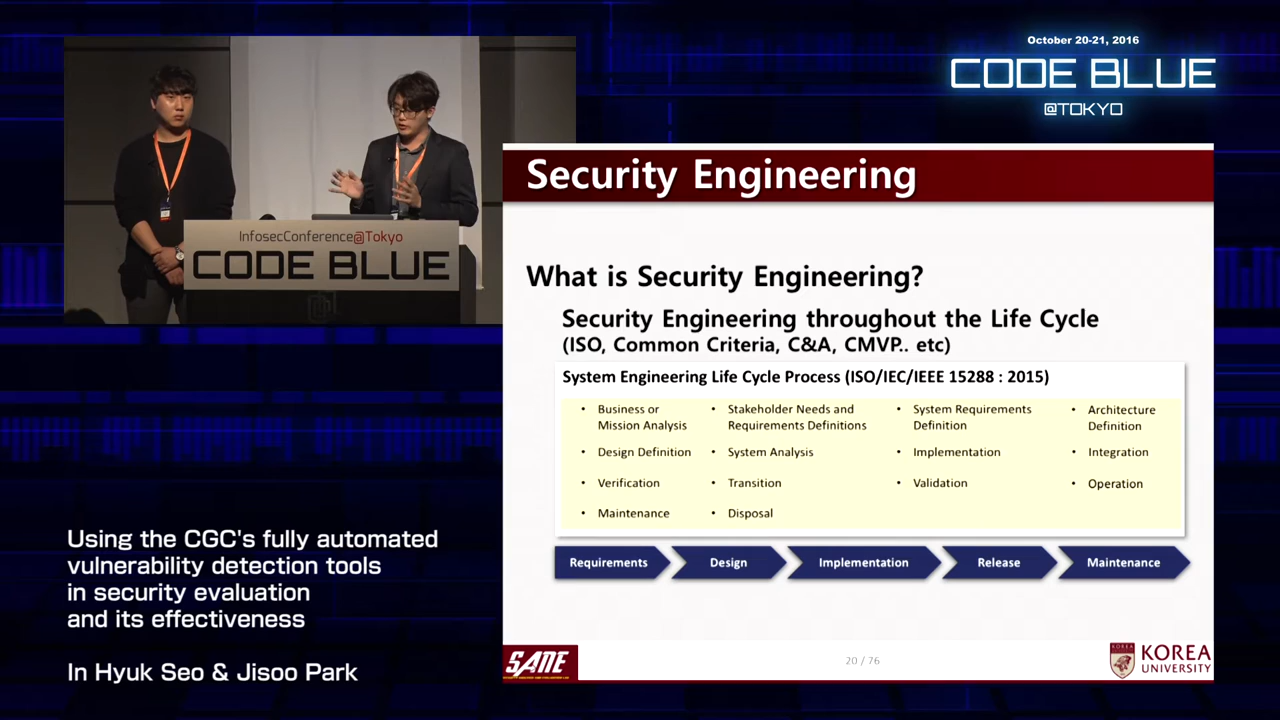 October 20-21, 2016
CODE BLUE
@TOKYO
InfosecConference@Tokyo
CODE BLUE
Security Engineering
What is Security Engineering?
Security Engineering throughout the Life Cycle
(ISO, Common Criteria, C&A, CMVP.. etc)
System Engineering Life Cycle Process (ISO/IEC/IEEE 15288 : 2015)
• Business or
Mission Analysis
• Stakeholder Needs and
Requirements Definitions
• System Requirements
Definition
• Architecture
Definition
• Design Definition
• System Analysis
• Implementation
• Integration
• Verification
• Transition
• Validation
• Operation
• Maintenance
• Disposal
Requirements
Design
Implementation
Release
Maintenance
SANE
20 / 76
KOREA
UNIVERSITY
Using the CGC's fully automated
vulnerability detection tools
in security evaluation
and its effectiveness
In Hyuk Seo & Jisoo Park